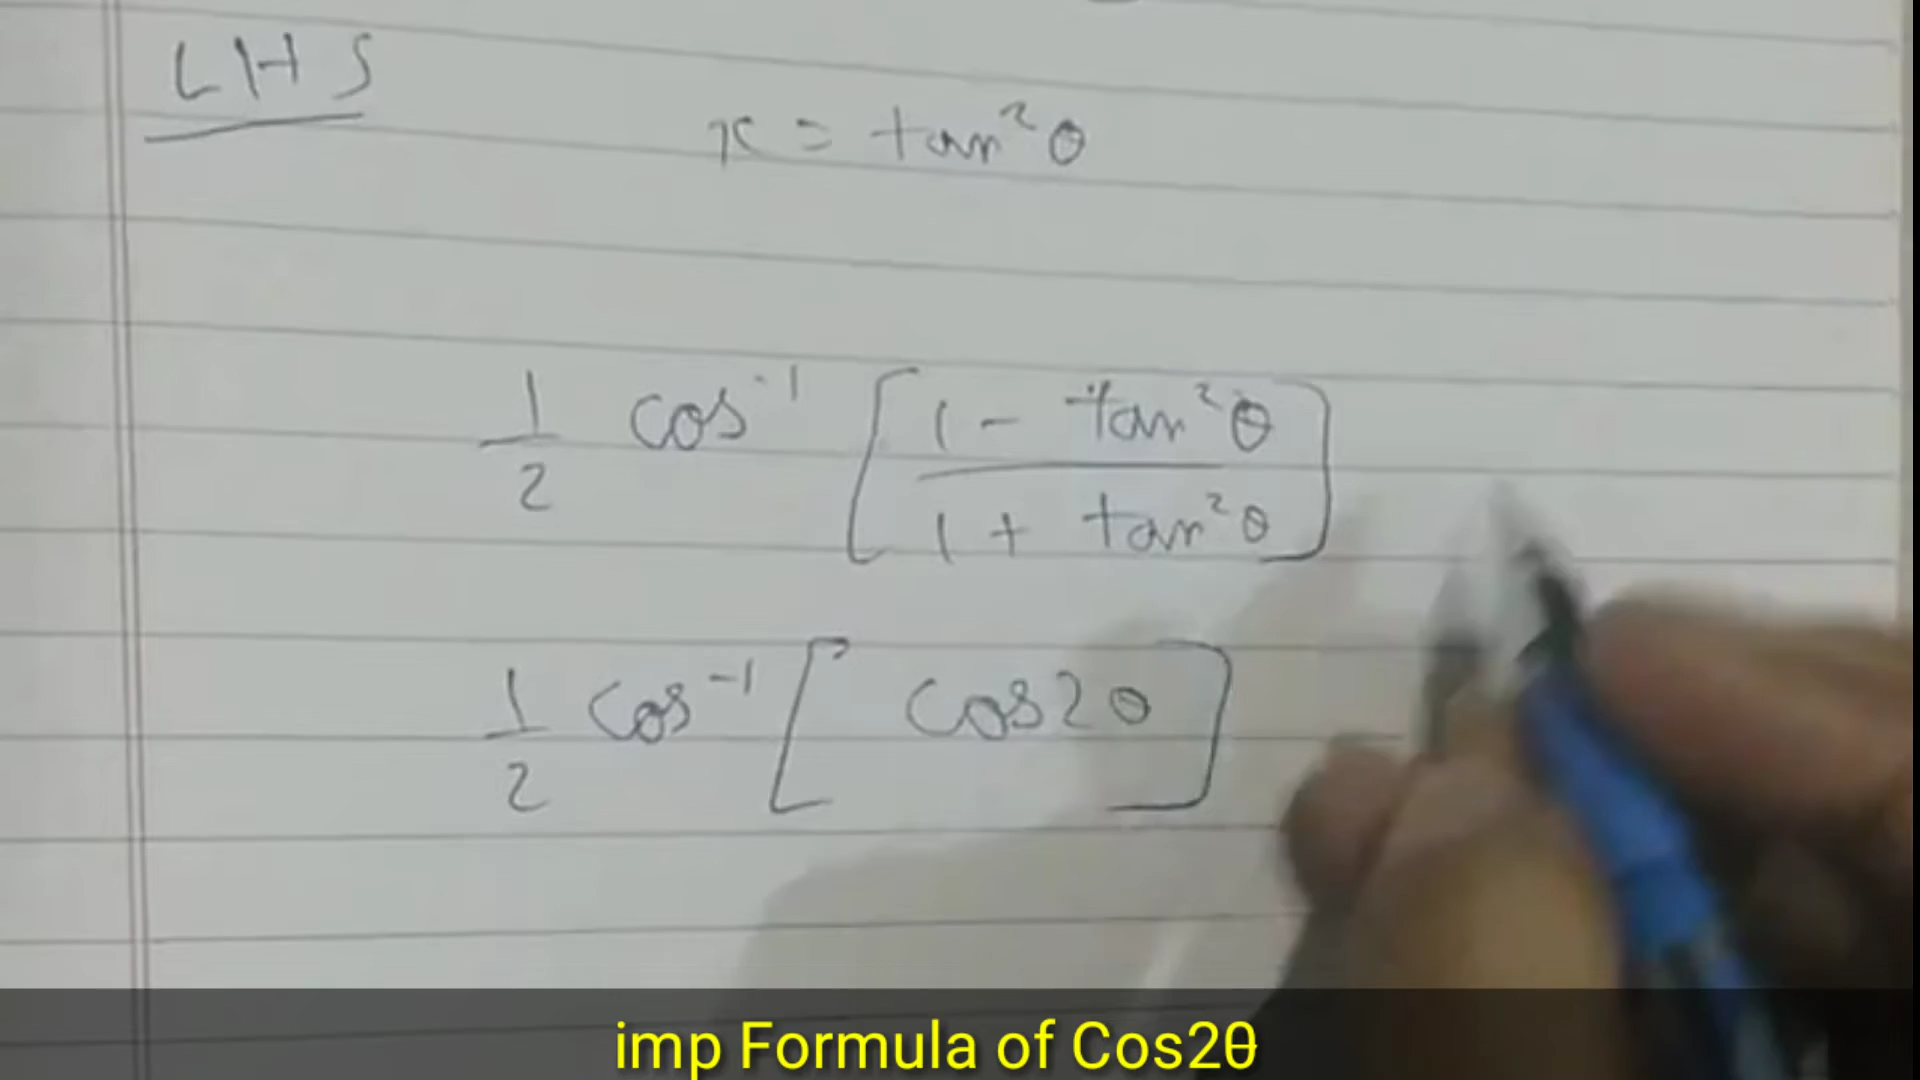 LHS
x = tan²θ
1/2 cos⁻¹ [ (1 - tan²θ) / (1 + tan²θ) ]
1/2 cos⁻¹ [ cos2θ ]
imp Formula of Cos2θ